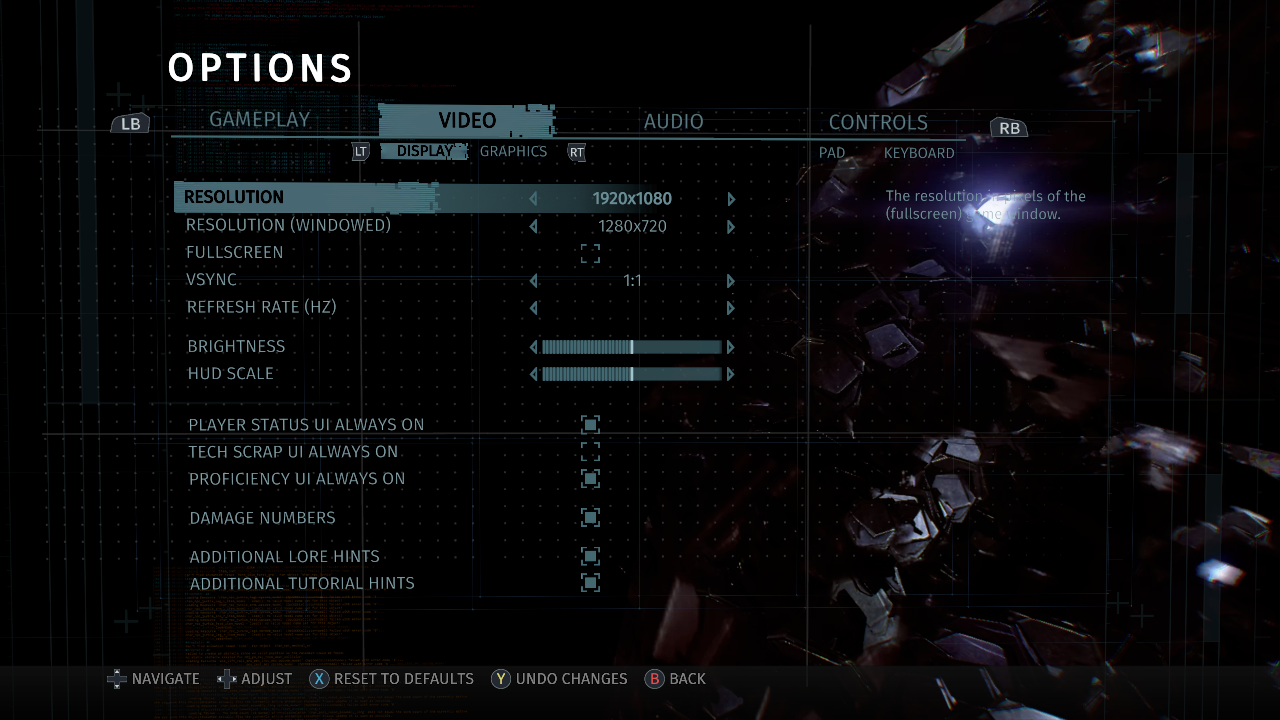 OPTIONS
LB GAMEPLAY VIDEO AUDIO CONTROLS RB
LT DISPLAY GRAPHICS RT PAD KEYBOARD
RESOLUTION 1920x1080
The resolution in pixels of the
(fullscreen) game window.
RESOLUTION (WINDOWED) 1280x720
FULLSCREEN
VSYNC 1:1
REFRESH RATE (HZ)
BRIGHTNESS
HUD SCALE
PLAYER STATUS UI ALWAYS ON
TECH SCRAP UI ALWAYS ON
PROFICIENCY UI ALWAYS ON
DAMAGE NUMBERS
ADDITIONAL LORE HINTS
ADDITIONAL TUTORIAL HINTS
NAVIGATE ADJUST X RESET TO DEFAULTS Y UNDO CHANGES B BACK